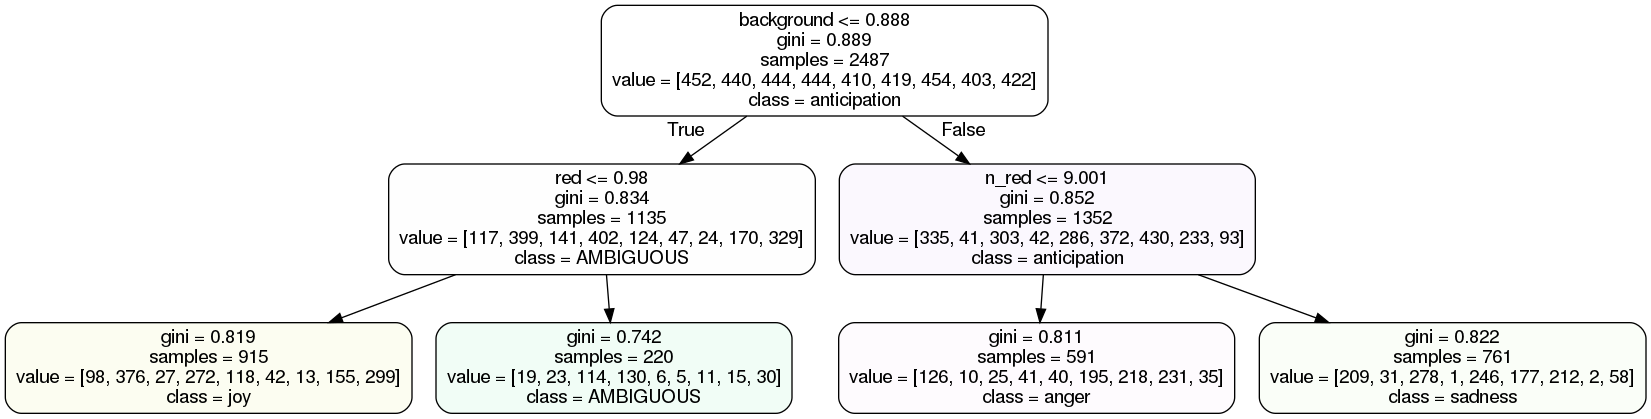 background <= 0.888
gini = 0.889
samples = 2487
value = [452, 440, 444, 444, 410, 419, 454, 403, 422]
class = anticipation
True
False
red <= 0.98
gini = 0.834
samples = 1135
value = [117, 399, 141, 402, 124, 47, 24, 170, 329]
class = AMBIGUOUS
n_red <= 9.001
gini = 0.852
samples = 1352
value = [335, 41, 303, 42, 286, 372, 430, 233, 93]
class = anticipation
gini = 0.819
samples = 915
value = [98, 376, 27, 272, 118, 42, 13, 155, 299]
class = joy
gini = 0.742
samples = 220
value = [19, 23, 114, 130, 6, 5, 11, 15, 30]
class = AMBIGUOUS
gini = 0.811
samples = 591
value = [126, 10, 25, 41, 40, 195, 218, 231, 35]
class = anger
gini = 0.822
samples = 761
value = [209, 31, 278, 1, 246, 177, 212, 2, 58]
class = sadness